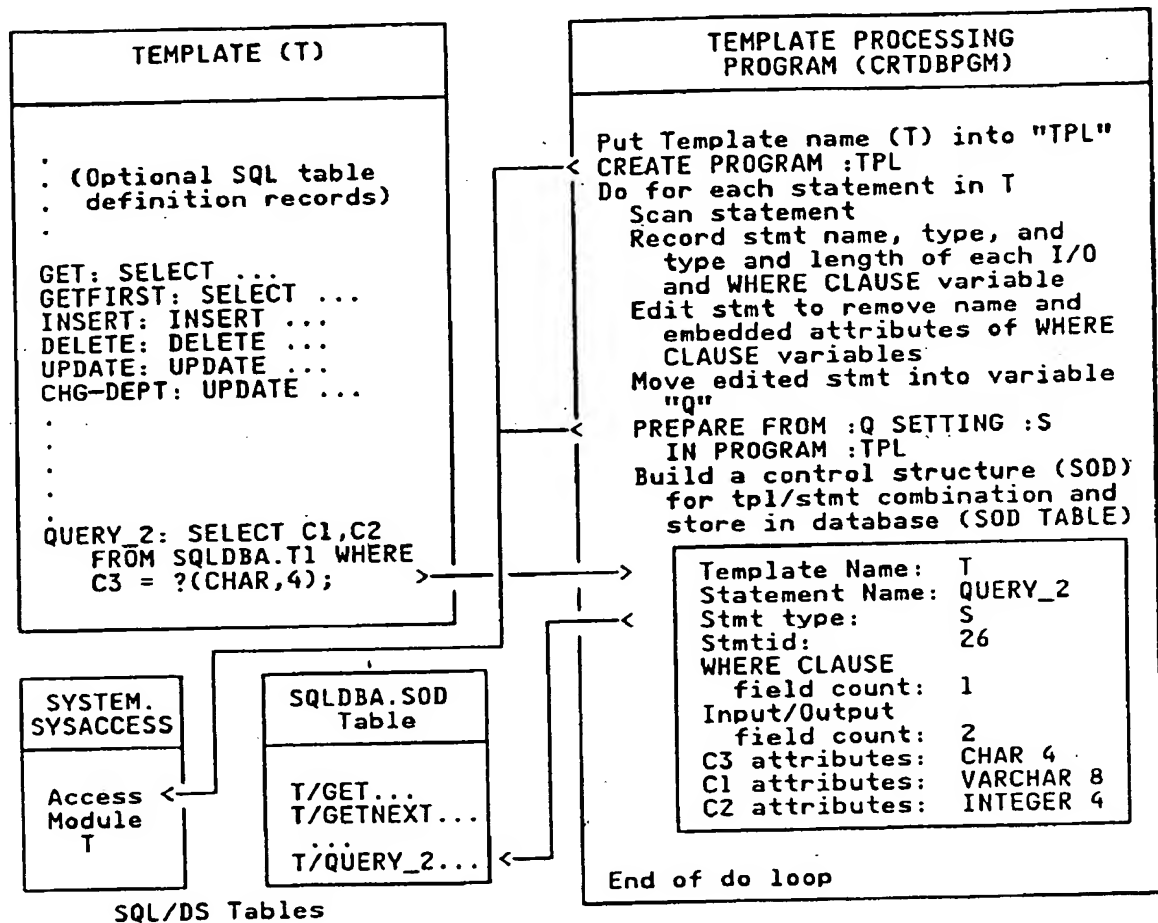 TEMPLATE (T)
.
. (Optional SQL table
. definition records)
.
GET: SELECT ...
GETFIRST: SELECT ...
INSERT: INSERT ...
DELETE: DELETE ...
UPDATE: UPDATE ...
CHG-DEPT: UPDATE ...
.
.
.
.
.
QUERY_2: SELECT C1,C2
FROM SQLDBA.T1 WHERE
C3 = ?(CHAR,4);
TEMPLATE PROCESSING
PROGRAM (CRTDBPGM)
Put Template name (T) into "TPL"
CREATE PROGRAM :TPL
Do for each statement in T
Scan statement
Record stmt name, type, and
type and length of each I/O
and WHERE CLAUSE variable
Edit stmt to remove name and
embedded attributes of WHERE
CLAUSE variables
Move edited stmt into variable
"Q"
PREPARE FROM :Q SETTING :S
IN PROGRAM :TPL
Build a control structure (SOD)
for tpl/stmt combination and
store in database (SOD TABLE)
Template Name: T
Statement Name: QUERY_2
Stmt type: S
Stmtid: 26
WHERE CLAUSE
field count: 1
Input/Output
field count: 2
C3 attributes: CHAR 4
C1 attributes: VARCHAR 8
C2 attributes: INTEGER 4
End of do loop
SYSTEM.
SYSACCESS
Access
Module
T
SQLDBA.SOD
Table
T/GET...
T/GETNEXT...
...
T/QUERY_2...
SQL/DS Tables